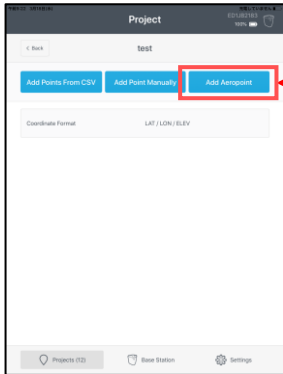 Project
100%
< Back
test
Add Points From CSV
Add Point Manually
Add Aeropoint
Coordinate Format
LAT / LON / ELEV
Projects (12)
Base Station
Settings